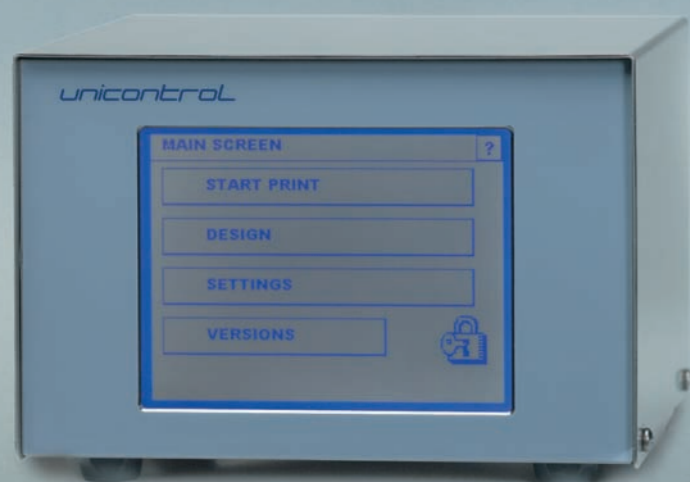 unicontrol
MAIN SCREEN ?
START PRINT
DESIGN
SETTINGS
VERSIONS